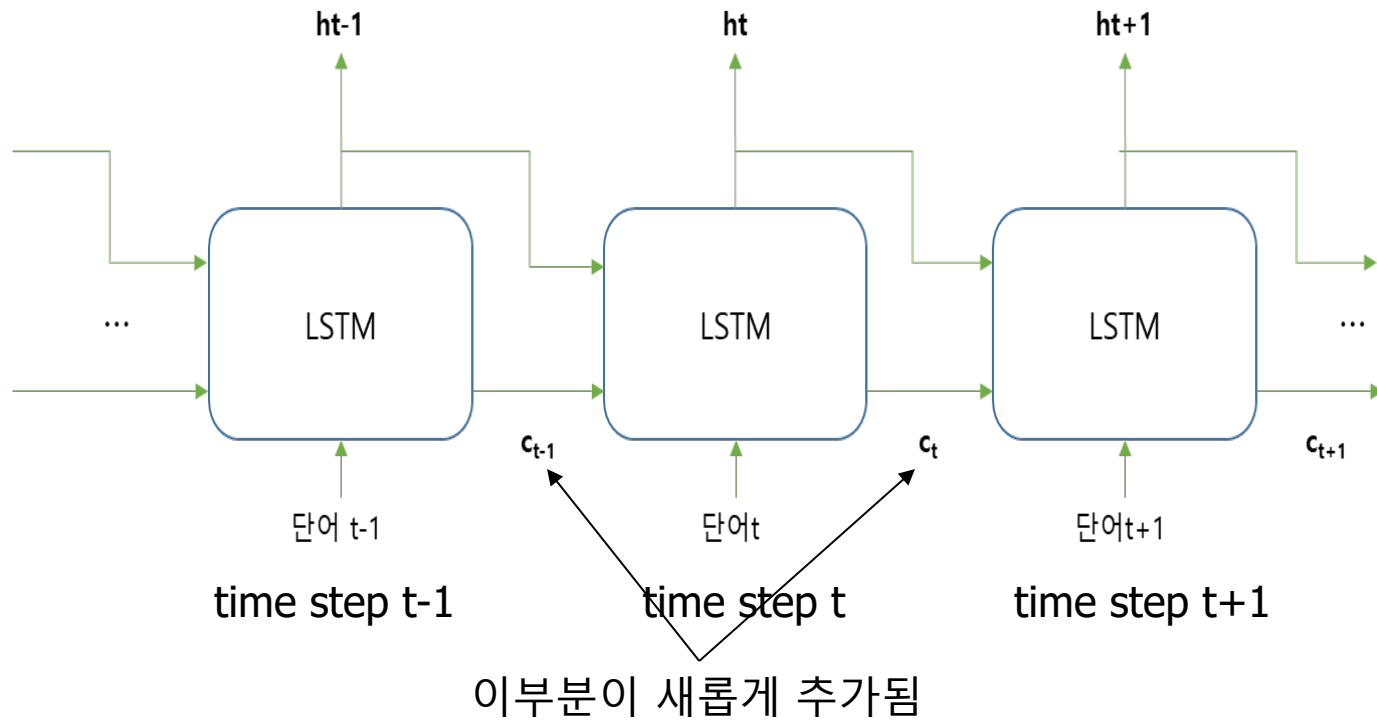 ht-1 ht ht+1
... LSTM LSTM LSTM ...
ct-1 ct ct+1
단어 t-1 단어t 단어t+1
time step t-1 time step t time step t+1
이부분이 새롭게 추가됨